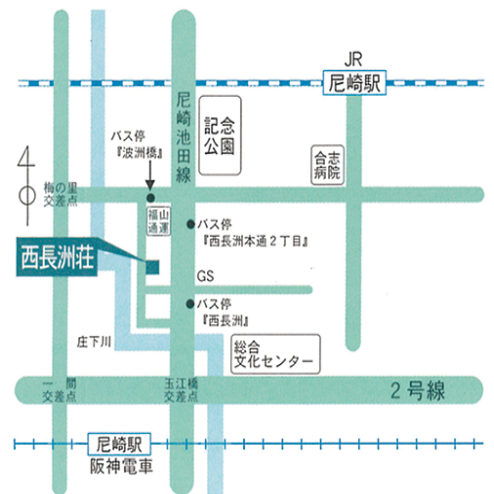 JR
尼崎駅
尼崎池田線
記念
公園
バス停
『波洲橋』
合志
病院
梅の里
交差点
福山
通運
バス停
『西長洲本通2丁目』
西長洲荘
GS
バス停
『西長洲』
庄下川
総合
文化センター
一 間
交差点
玉江橋
交差点
2号線
尼崎駅
阪神電車